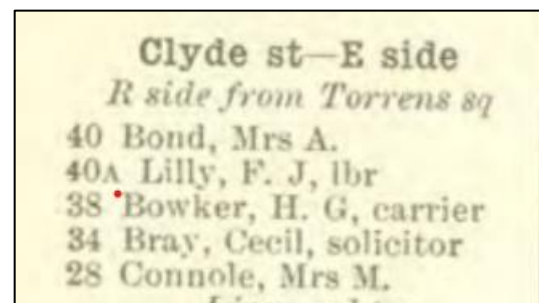 Clyde st—E side
R side from Torrens sq
40 Bond, Mrs A.
40A Lilly, F. J, lbr
38 Bowker, H. G, carrier
34 Bray, Cecil, solicitor
28 Connole, Mrs M.